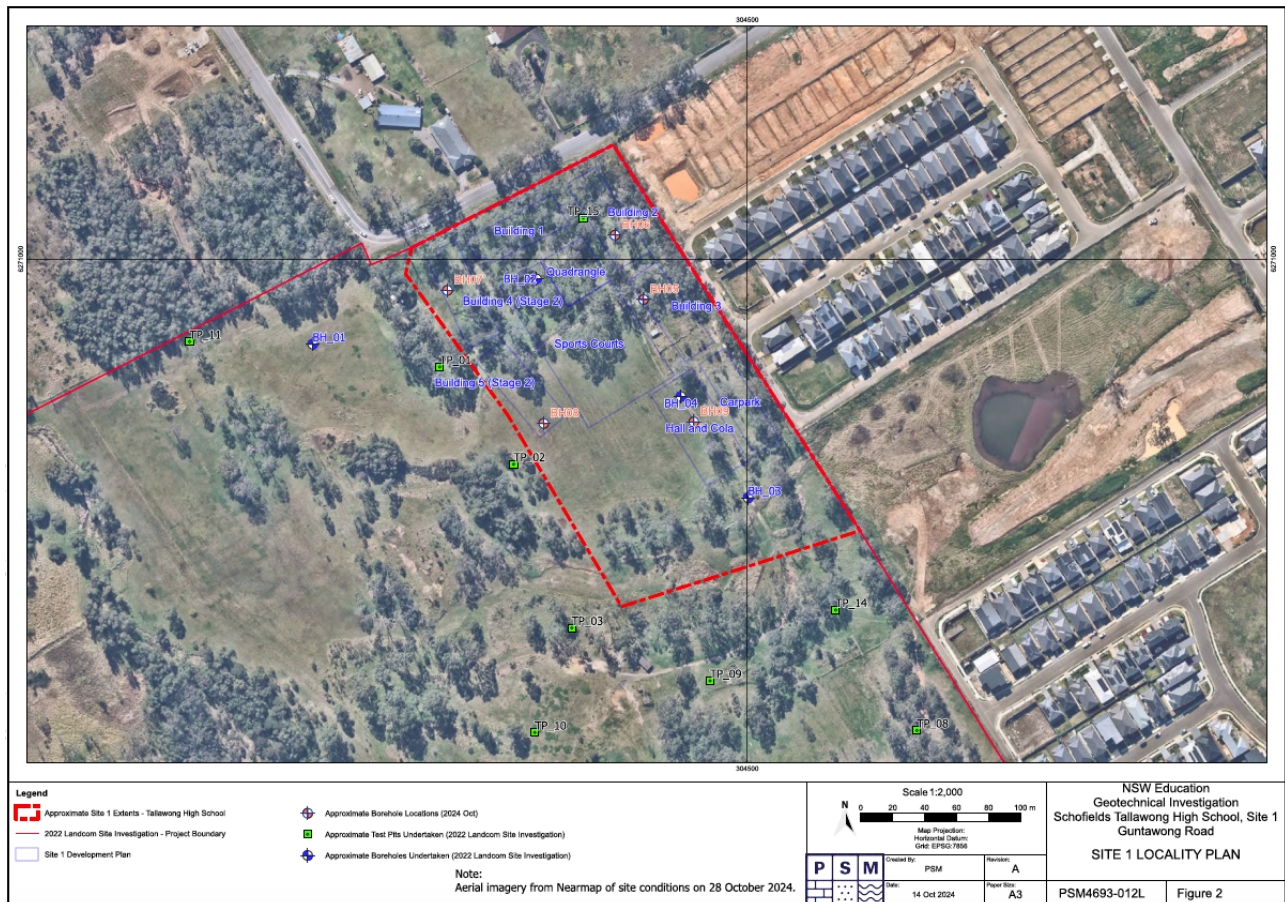 304500
6271000
6271000
TP_15
Building 2
BH06
Building 1
Quadrangle
BH_02
BH07
Building 4 (Stage 2)
BH05
Building 3
TP_11
BH_01
Sports Courts
TP_01
Building 5 (Stage 2)
BH_04
Carpark
BH08
BH09
Hall and Cola
TP_02
BH_03
TP_14
TP_03
TP_09
TP_10
TP_08
304500
Legend
Approximate Site 1 Extents - Tallawong High School
2022 Landcom Site Investigation - Project Boundary
Site 1 Development Plan
Approximate Borehole Locations (2024 Oct)
Approximate Test Pits Undertaken (2022 Landcom Site Investigation)
Approximate Boreholes Undertaken (2022 Landcom Site Investigation)
Note:
Aerial imagery from Nearmap of site conditions on 28 October 2024.
Scale 1:2,000
N
0 20 40 60 80 100 m
Map Projection:
Horizontal Datum:
Grid: EPSG:7856
P S M
Created By:
PSM
Revision:
A
Date:
14 Oct 2024
Paper Size:
A3
NSW Education
Geotechnical Investigation
Schofields Tallawong High School, Site 1
Guntawong Road
SITE 1 LOCALITY PLAN
PSM4693-012L
Figure 2